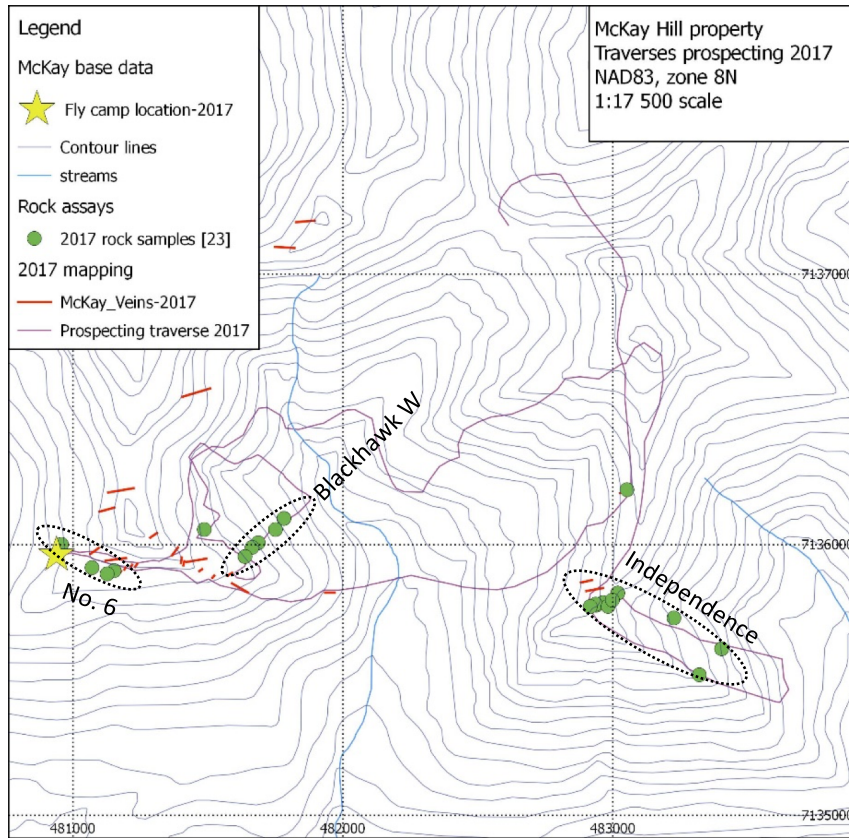 Legend
McKay base data
Fly camp location-2017
Contour lines
streams
Rock assays
2017 rock samples [23]
2017 mapping
McKay_Veins-2017
Prospecting traverse 2017
McKay Hill property
Traverses prospecting 2017
NAD83, zone 8N
1:17 500 scale
7137000
Blackhawk W
7136000
No. 6
Independence
7135000
481000
482000
483000